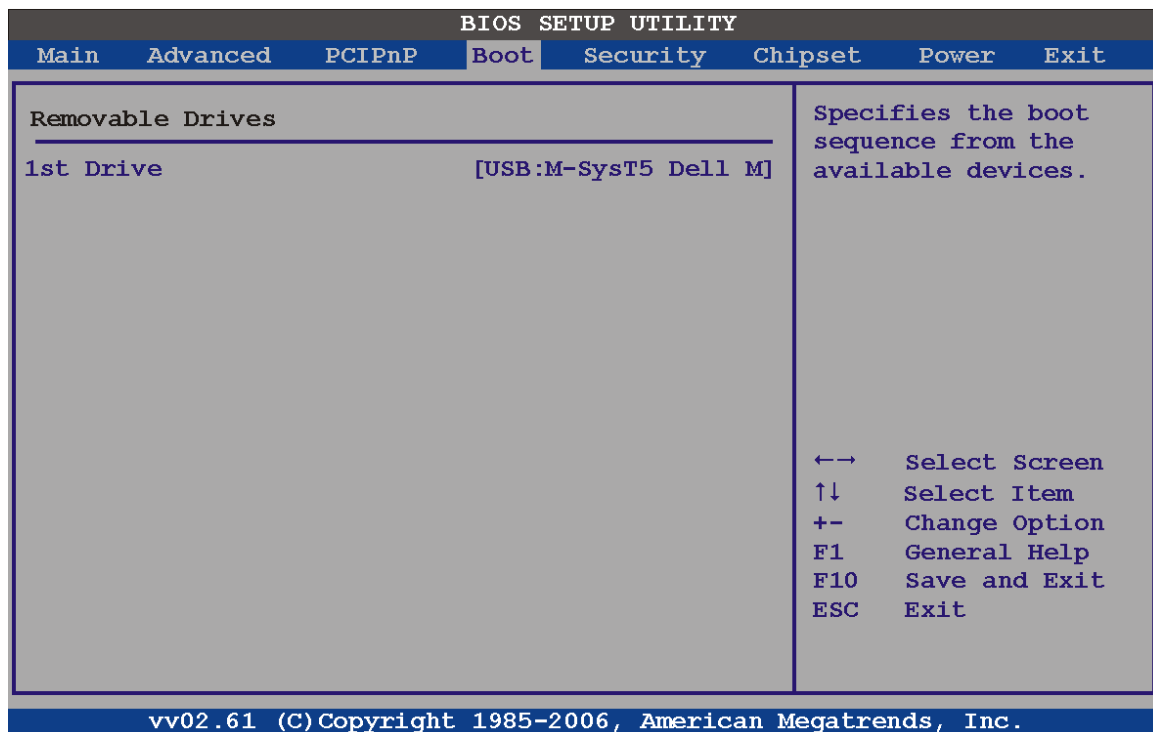 BIOS SETUP UTILITY
Main Advanced PCIPnP Boot Security Chipset Power Exit
Removable Drives
1st Drive [USB:M-SysT5 Dell M]
Specifies the boot
sequence from the
available devices.
←→ Select Screen
↑↓ Select Item
+- Change Option
F1 General Help
F10 Save and Exit
ESC Exit
vv02.61 (C)Copyright 1985-2006, American Megatrends, Inc.